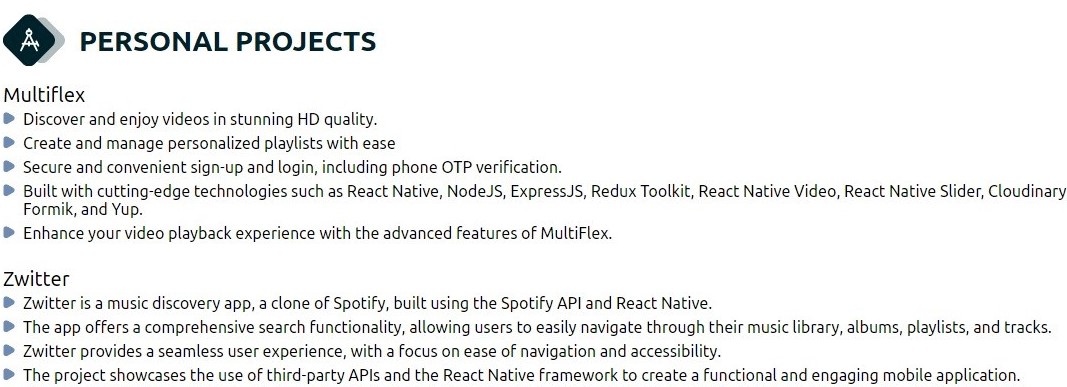 PERSONAL PROJECTS
Multiflex
Discover and enjoy videos in stunning HD quality.
Create and manage personalized playlists with ease
Secure and convenient sign-up and login, including phone OTP verification.
Built with cutting-edge technologies such as React Native, NodeJS, ExpressJS, Redux Toolkit, React Native Video, React Native Slider, Cloudinary
Formik, and Yup.
Enhance your video playback experience with the advanced features of MultiFlex.
Zwitter
Zwitter is a music discovery app, a clone of Spotify, built using the Spotify API and React Native.
The app offers a comprehensive search functionality, allowing users to easily navigate through their music library, albums, playlists, and tracks.
Zwitter provides a seamless user experience, with a focus on ease of navigation and accessibility.
The project showcases the use of third-party APIs and the React Native framework to create a functional and engaging mobile application.